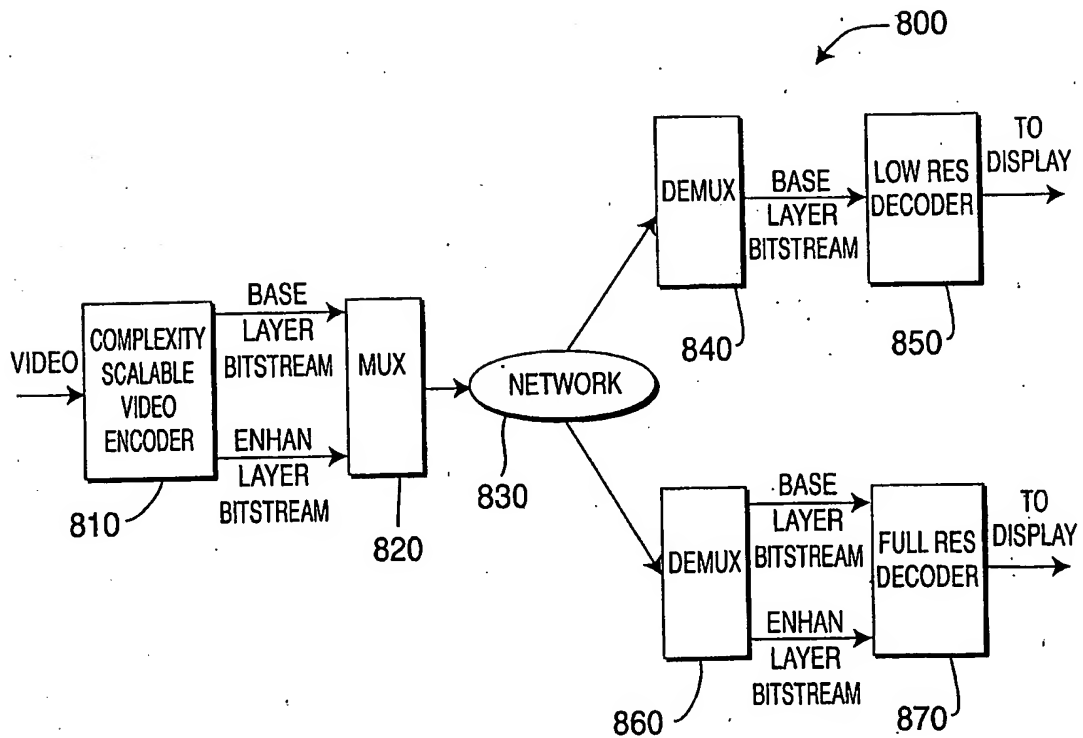 800
VIDEO
COMPLEXITY
SCALABLE
VIDEO
ENCODER
810
BASE
LAYER
BITSTREAM
ENHAN
LAYER
BITSTREAM
MUX
820
NETWORK
830
DEMUX
840
BASE
LAYER
BITSTREAM
LOW RES
DECODER
850
TO
DISPLAY
DEMUX
860
BASE
LAYER
BITSTREAM
ENHAN
LAYER
BITSTREAM
FULL RES
DECODER
870
TO
DISPLAY